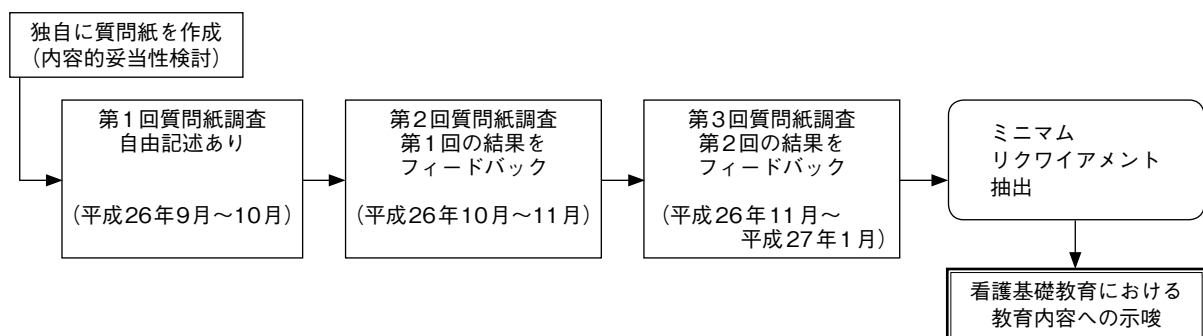 独自に質問紙を作成
（内容的妥当性検討）
第1回質問紙調査
自由記述あり
（平成26年9月～10月）
第2回質問紙調査
第1回の結果を
フィードバック
（平成26年10月～11月）
第3回質問紙調査
第2回の結果を
フィードバック
（平成26年11月～
平成27年1月）
ミニマム
リクワイアメント
抽出
看護基礎教育における
教育内容への示唆